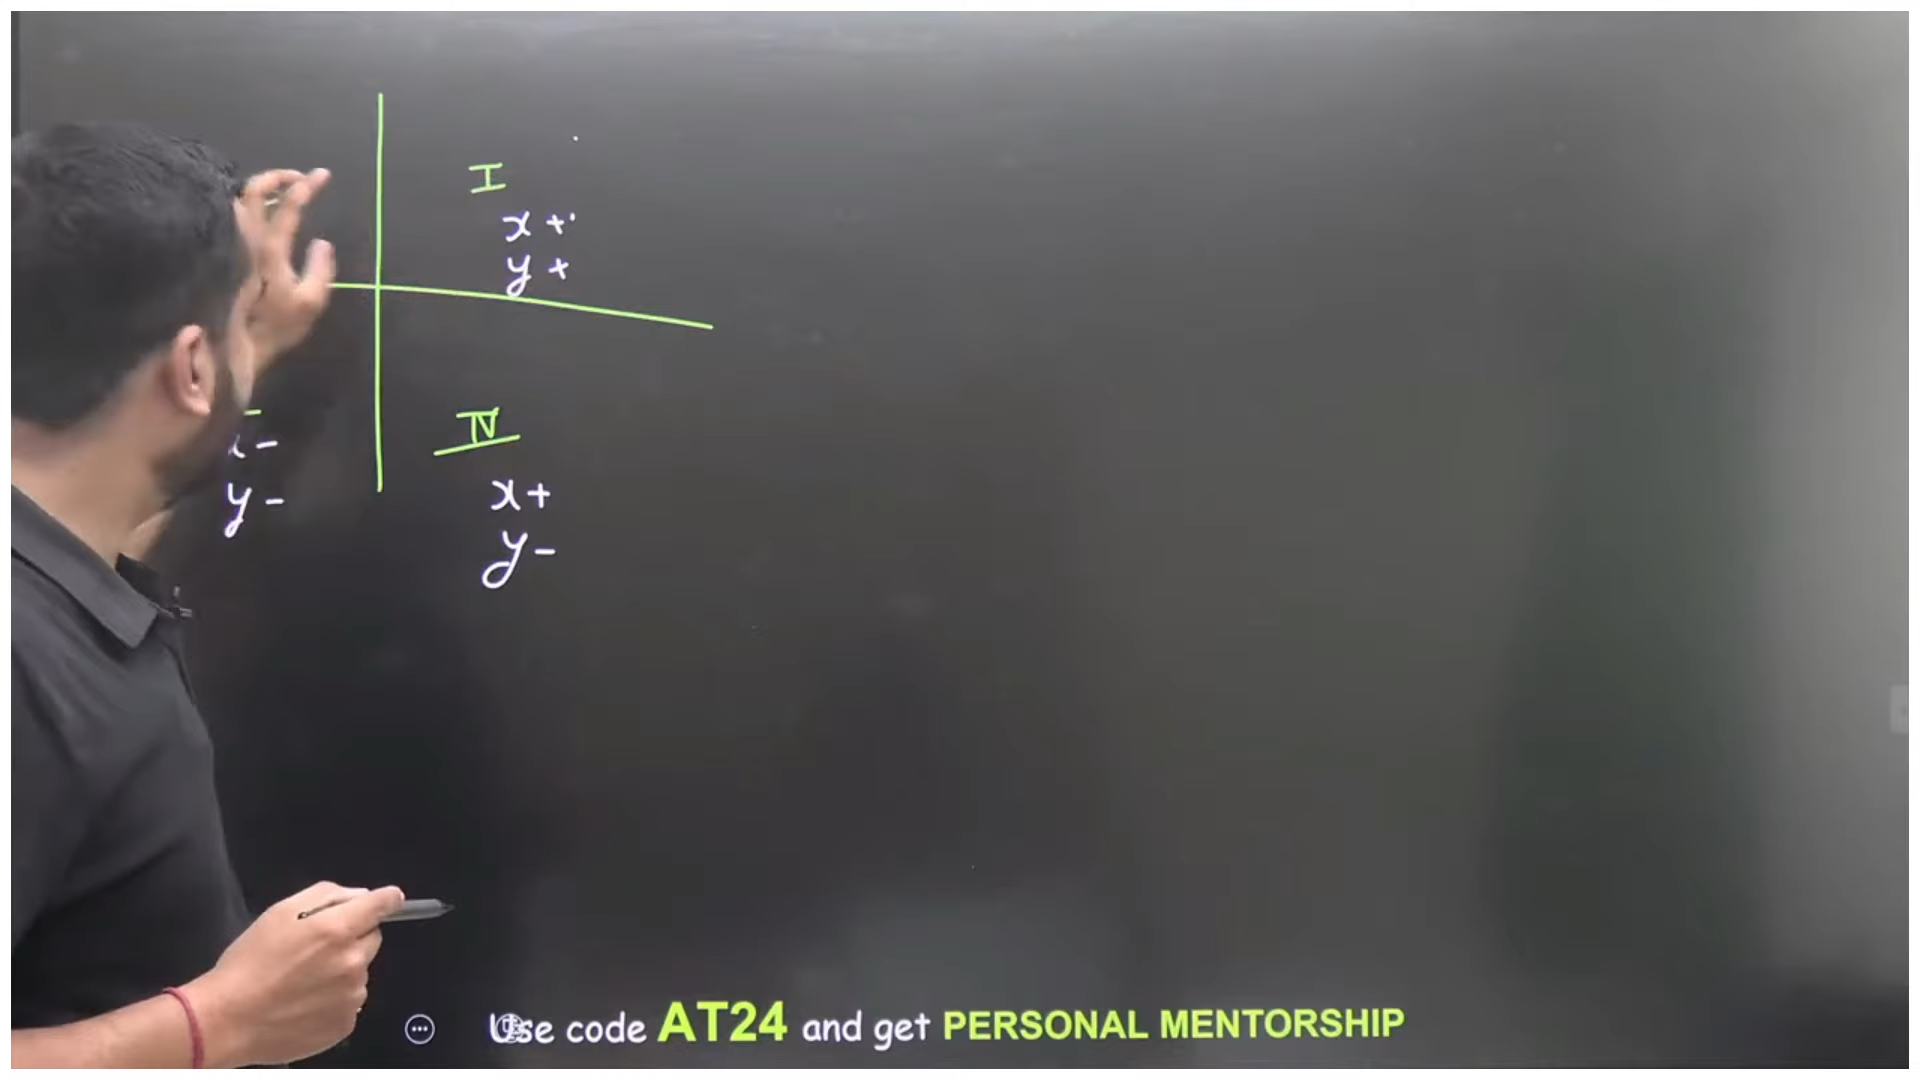 I
x +
y +
IV
x -
y -
x +
y -
Use code AT24 and get PERSONAL MENTORSHIP